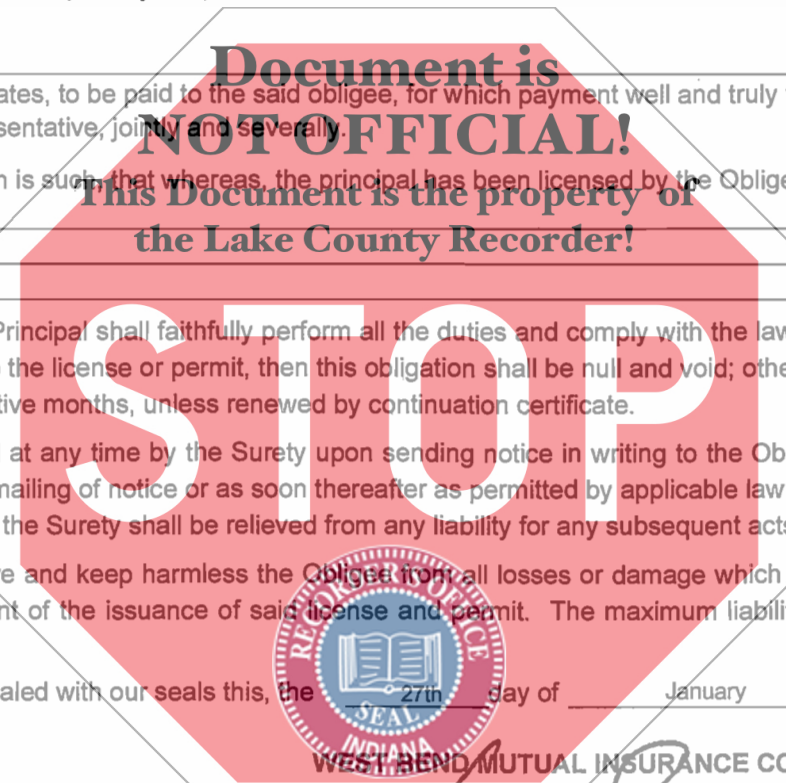 Document is
ates, to be paid to the said obligee, for which payment well and truly
sentative, jointly and severally.
NOT OFFICIAL!
n is such, that whereas, the principal has been licensed by the Oblige
This Document is the property of
the Lake County Recorder!
STOP
Principal shall faithfully perform all the duties and comply with the law
the license or permit, then this obligation shall be null and void; othe
tive months, unless renewed by continuation certificate.
at any time by the Surety upon sending notice in writing to the Ob
mailing of notice or as soon thereafter as permitted by applicable law
the Surety shall be relieved from any liability for any subsequent acts
e and keep harmless the Obligee from all losses or damage which
nt of the issuance of said license and permit. The maximum liabili
RECORDER'S OFFICE
SEAL
INDIANA
aled with our seals this, the 27th day of January
WEST BEND MUTUAL INSURANCE CO